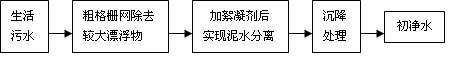 生活
污水
粗格栅网除去
较大漂浮物
加絮凝剂后
实现泥水分离
沉降
处理
初净水